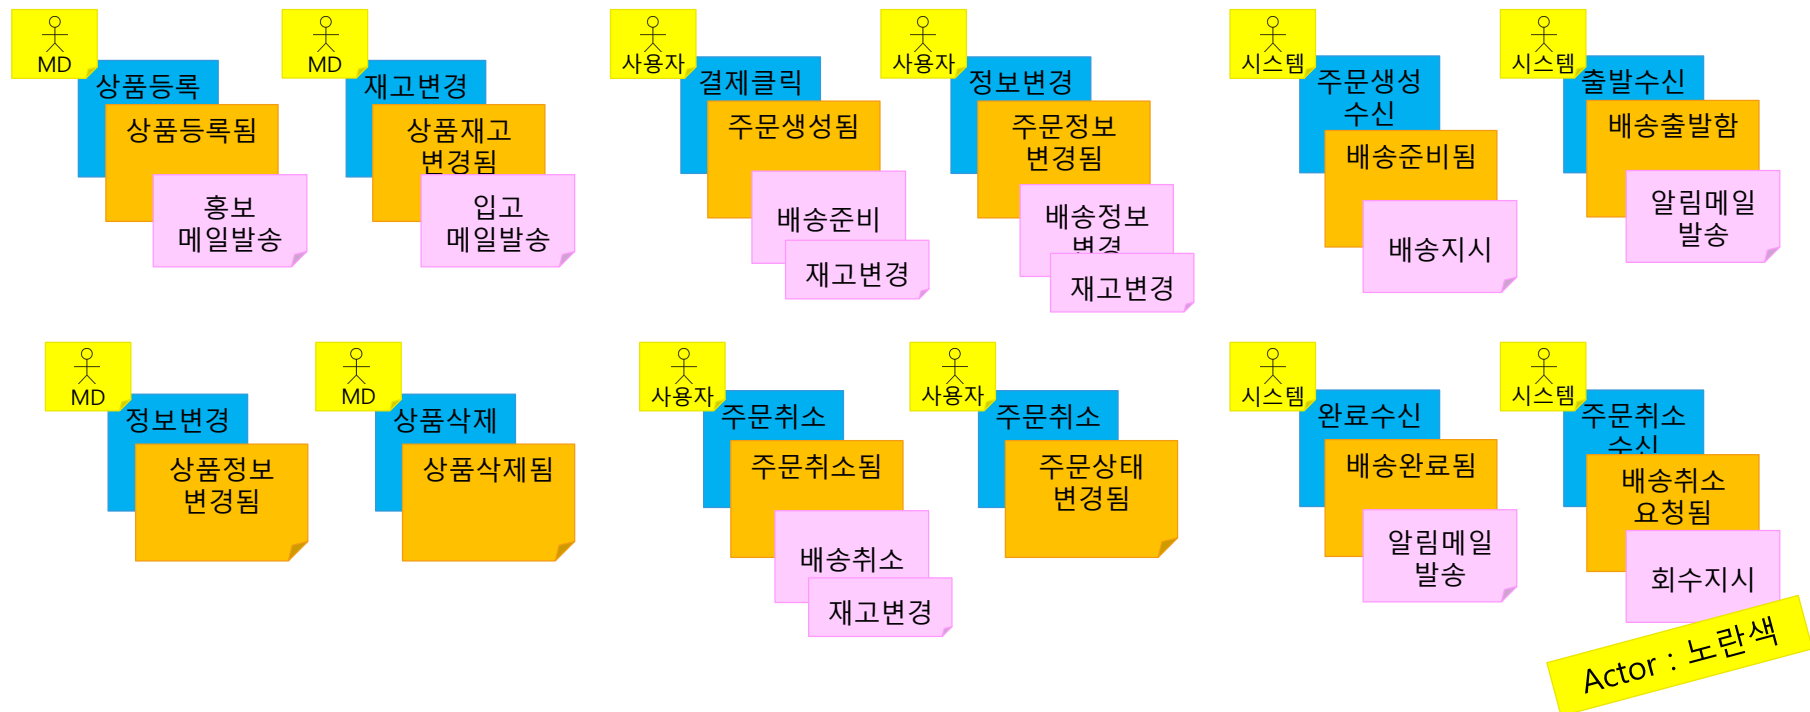 MD
상품등록
상품등록됨
홍보
메일발송
MD
재고변경
상품재고
변경됨
입고
메일발송
사용자
결제클릭
주문생성됨
배송준비
재고변경
사용자
정보변경
주문정보
변경됨
배송정보
변경
재고변경
시스템
주문생성
수신
배송준비됨
배송지시
시스템
출발수신
배송출발함
알림메일
발송
MD
정보변경
상품정보
변경됨
MD
상품삭제
상품삭제됨
사용자
주문취소
주문취소됨
배송취소
재고변경
사용자
주문취소
주문상태
변경됨
시스템
완료수신
배송완료됨
알림메일
발송
시스템
주문취소
수신
배송취소
요청됨
회수지시
Actor : 노란색